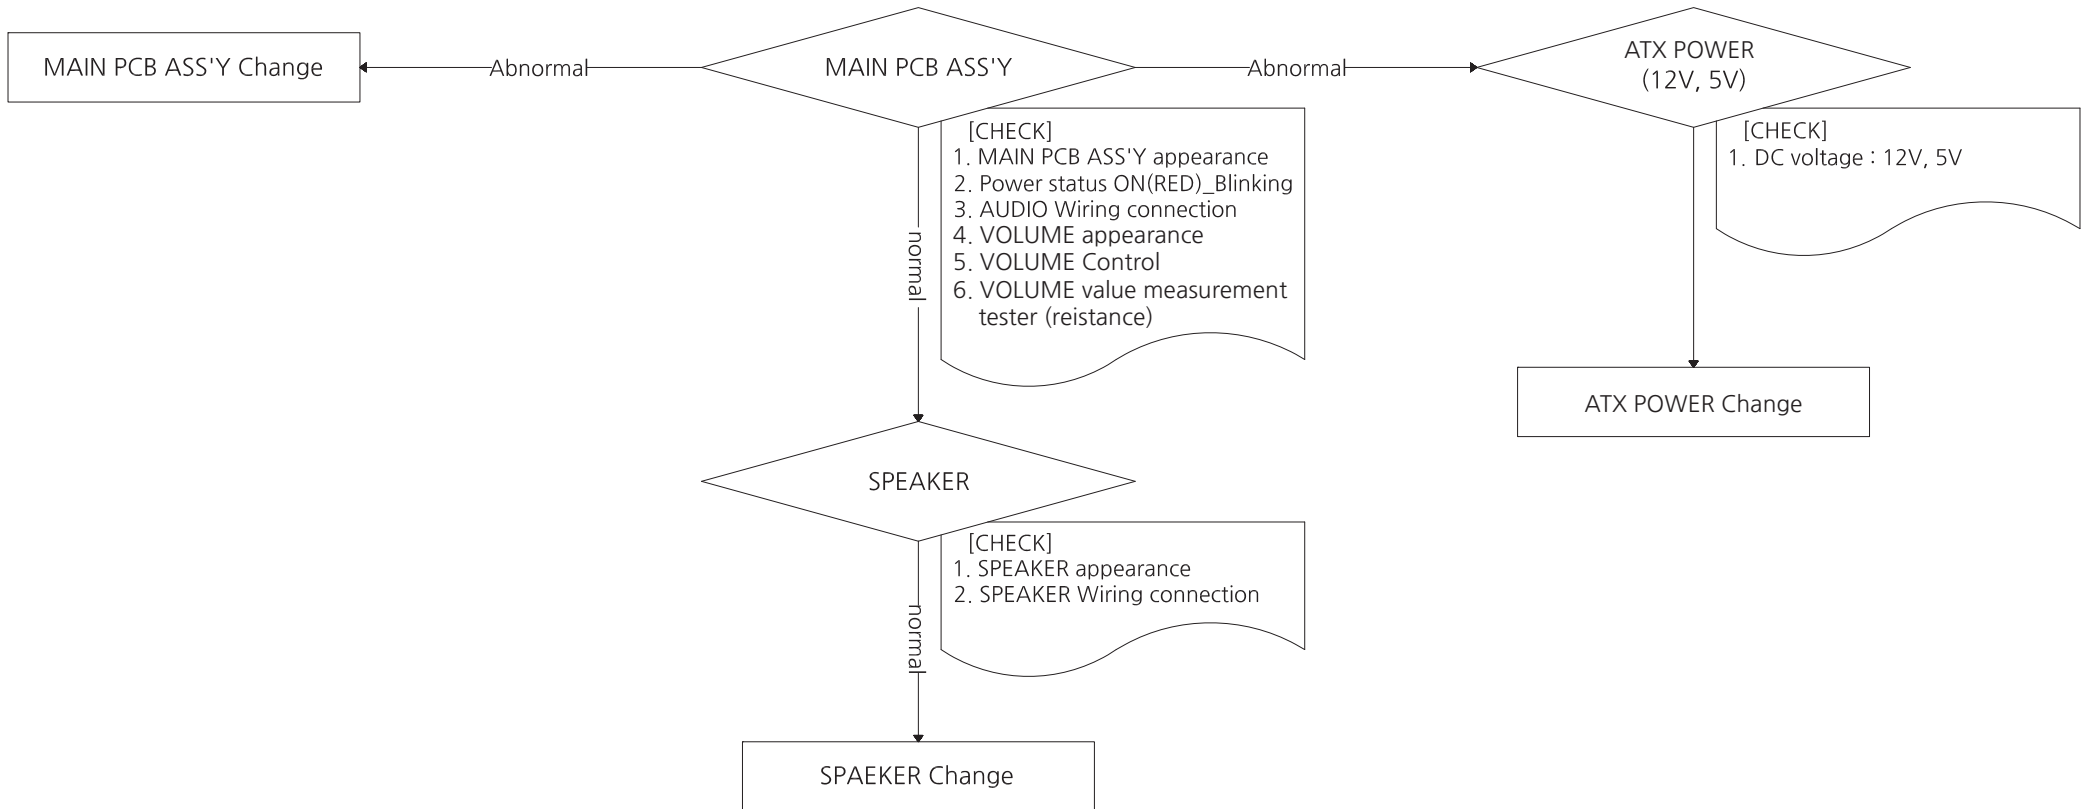 MAIN PCB ASS'Y Change
Abnormal
MAIN PCB ASS'Y
Abnormal
ATX POWER
(12V, 5V)
[CHECK]
1. MAIN PCB ASS'Y appearance
2. Power status ON(RED)_Blinking
3. AUDIO Wiring connection
4. VOLUME appearance
5. VOLUME Control
6. VOLUME value measurement
tester (reistance)
[CHECK]
1. DC voltage : 12V, 5V
normal
ATX POWER Change
SPEAKER
[CHECK]
1. SPEAKER appearance
2. SPEAKER Wiring connection
normal
SPAEKER Change